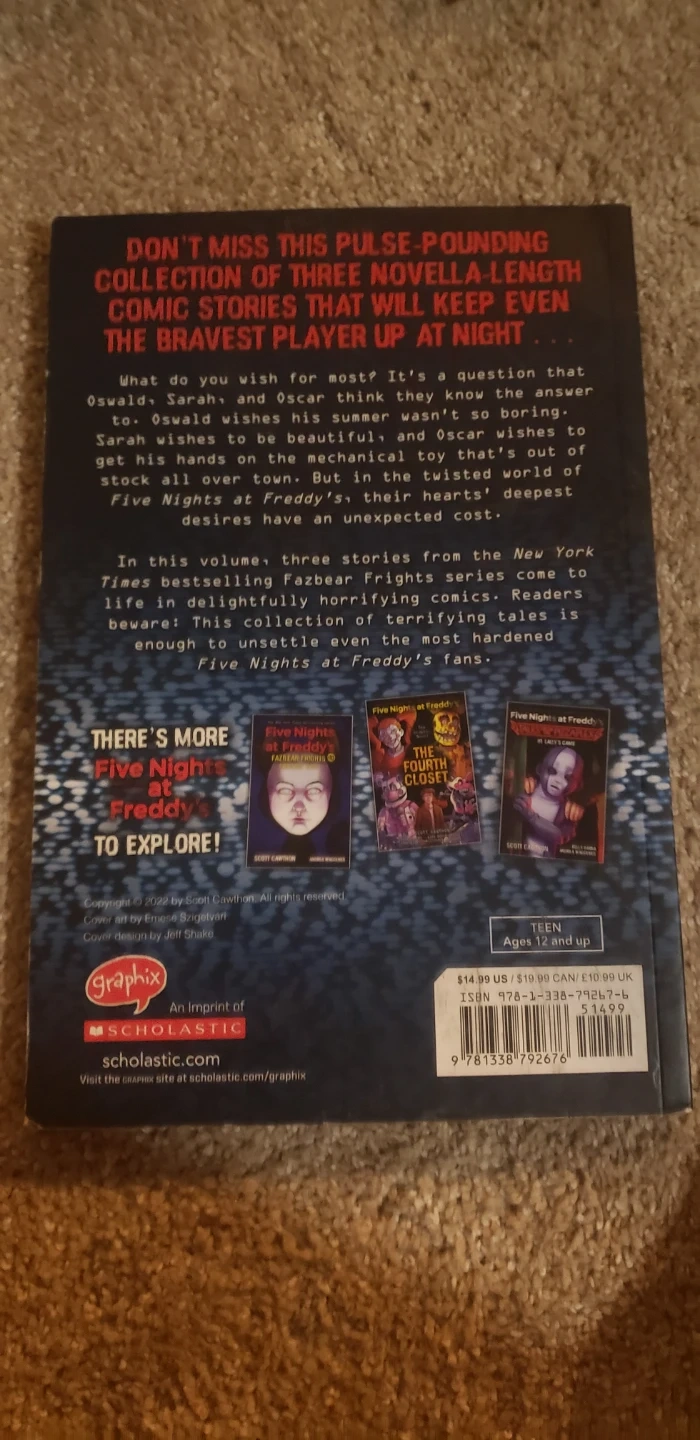 DON'T MISS THIS PULSE-POUNDING
COLLECTION OF THREE NOVELLA-LENGTH
COMIC STORIES THAT WILL KEEP EVEN
THE BRAVEST PLAYER UP AT NIGHT . . .
What do you wish for most? It's a question that
Oswald, Sarah, and Oscar think they know the answer
to. Oswald wishes his summer wasn't so boring.
Sarah wishes to be beautiful, and Oscar wishes to
get his hands on the mechanical toy that's out of
stock all over town. But in the twisted world of
Five Nights at Freddy's, their hearts' deepest
desires have an unexpected cost.
In this volume, three stories from the New York
Times bestselling Fazbear Frights series come to
life in delightfully horrifying comics. Readers
beware: This collection of terrifying tales is
enough to unsettle even the most hardened
Five Nights at Freddy's fans.
THERE'S MORE
Five Nights
at
Freddy's
TO EXPLORE!
Five Nights
at Freddy's
FAZBEAR FRIGHTS
SCOTT CAWTHON
Five Nights at Freddy's
THE
FOURTH
CLOSET
Five Nights at Freddy's
SCOTT CAWTHON
Copyright © 2022 by Scott Cawthon. All rights reserved.
Cover art by Emese Szigetvári
Cover design by Jeff Shake
TEEN
Ages 12 and up
graphix
An Imprint of
SCHOLASTIC
scholastic.com
Visit the GRAPHIX site at scholastic.com/graphix
$14.99 US / $19.99 CAN/ £10.99 UK
ISBN 978-1-338-79267-6
51499
9 781338 792676